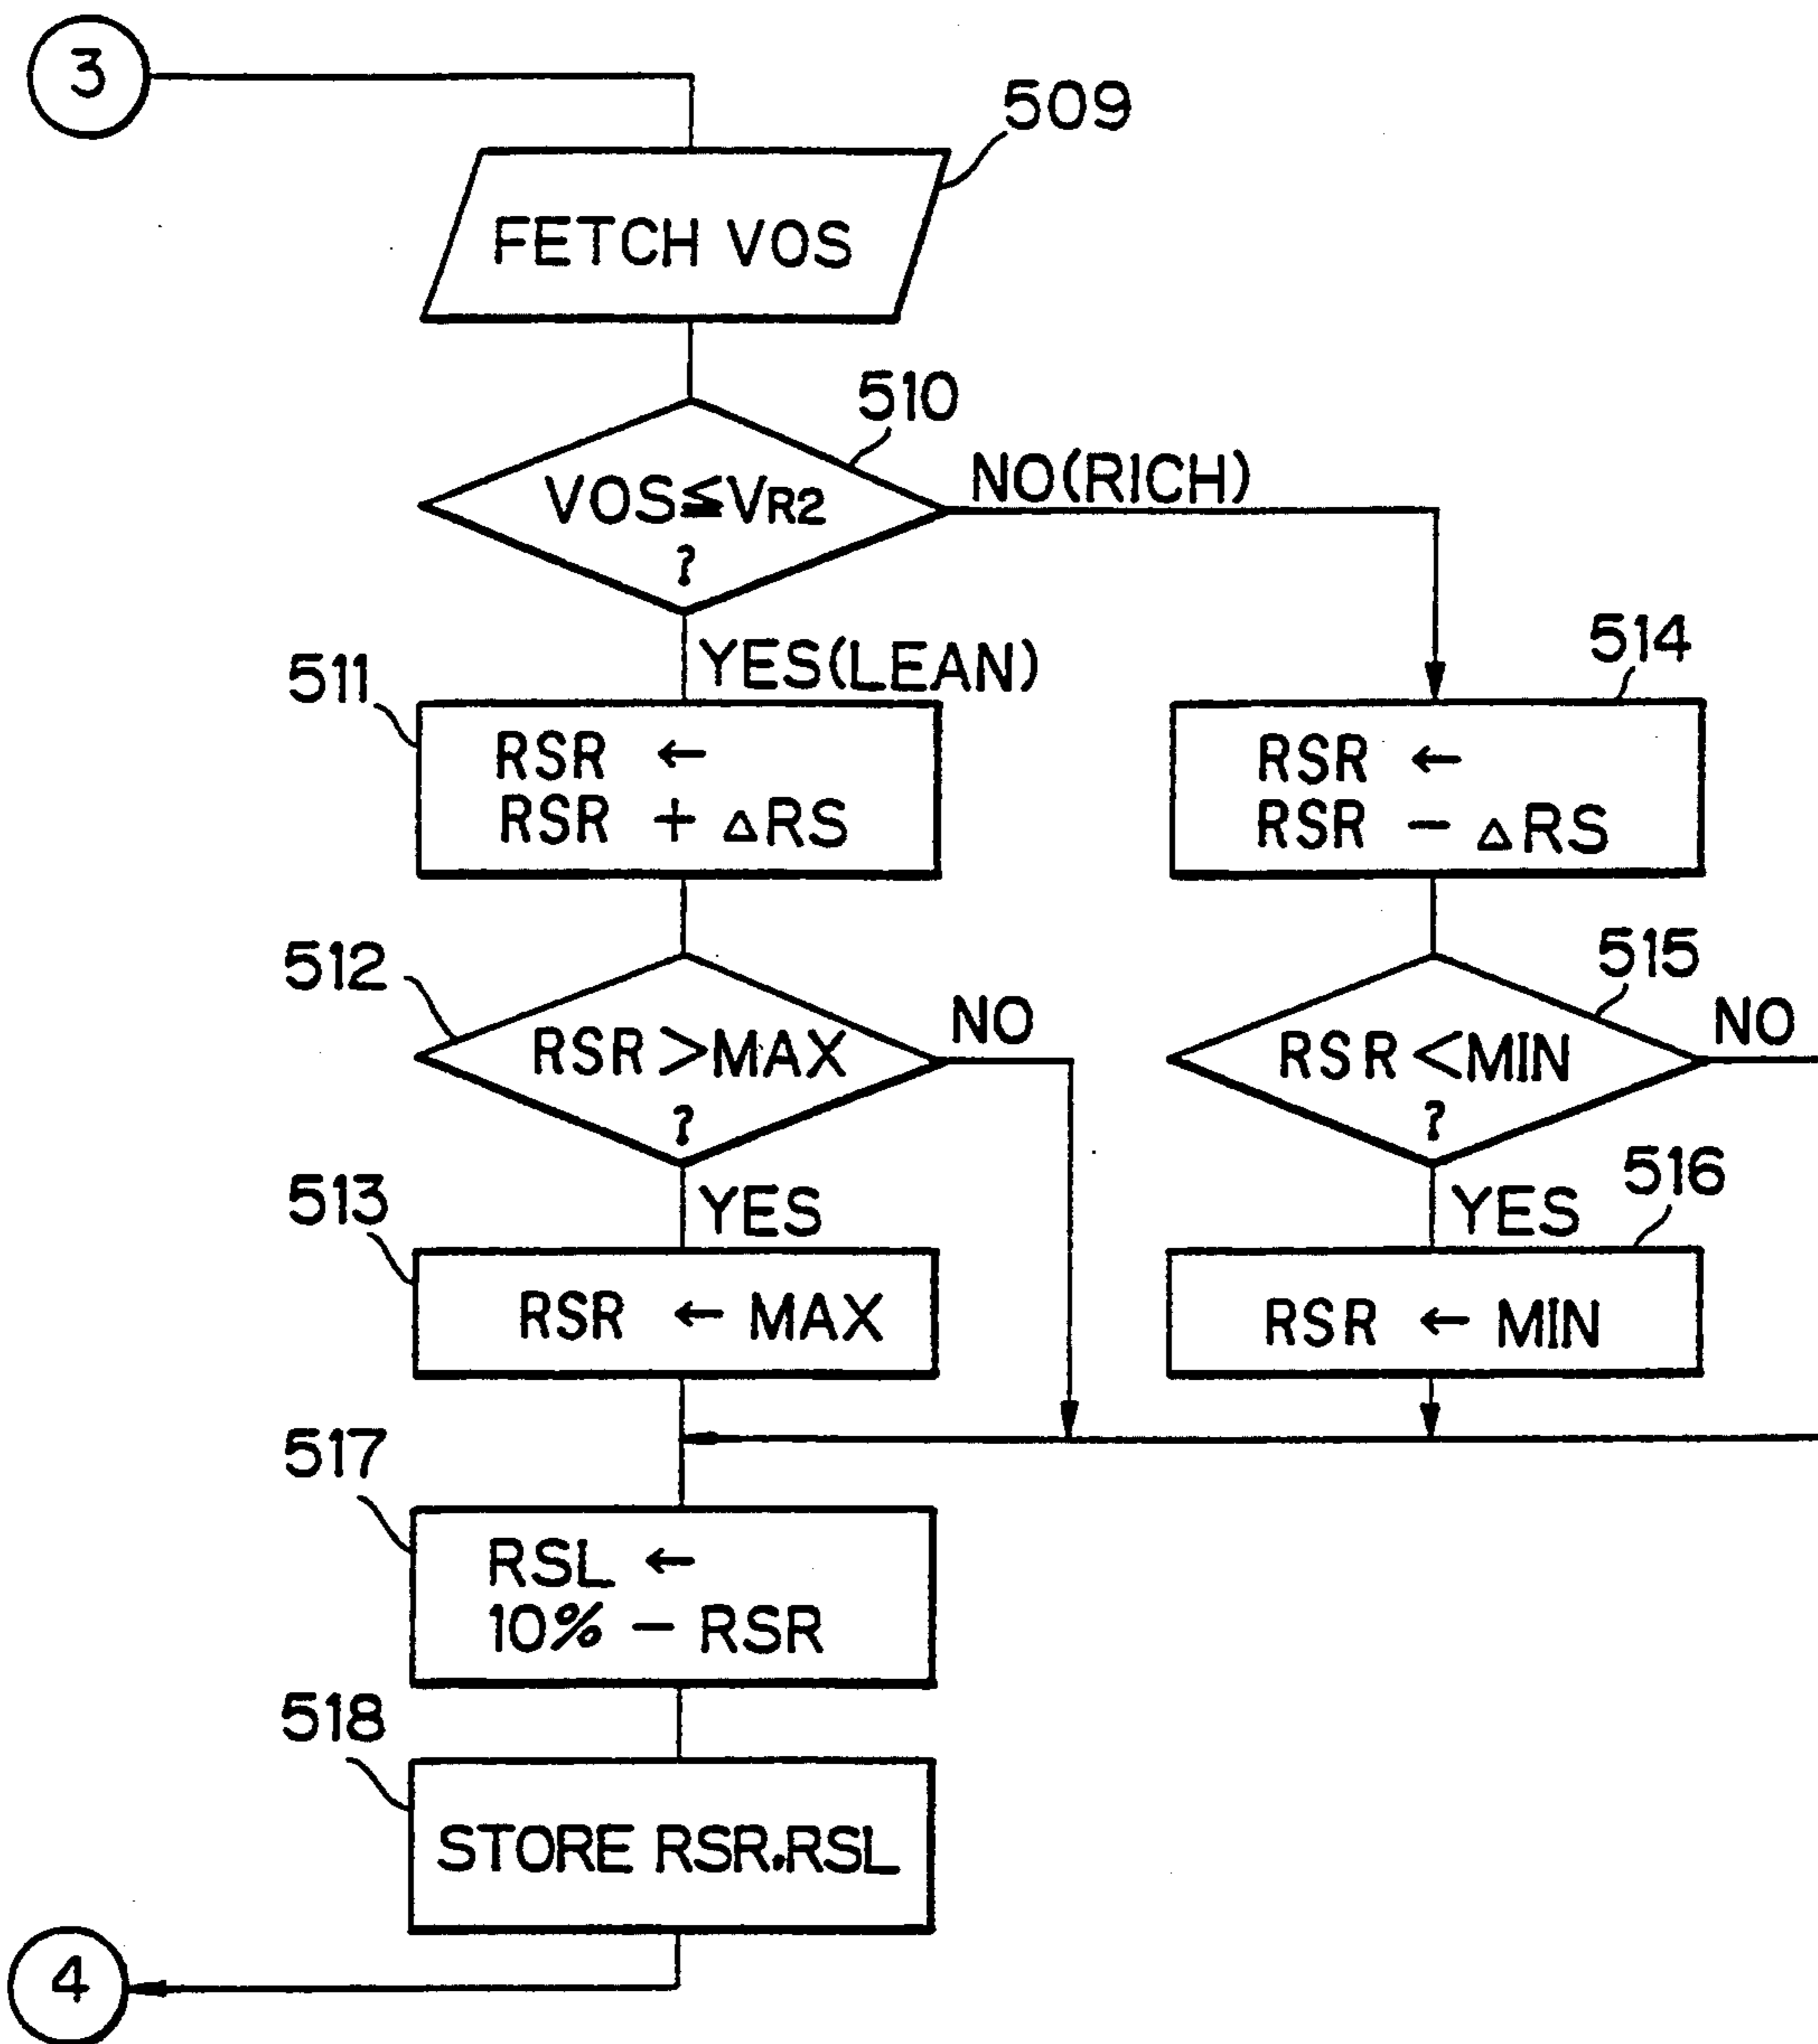 3
509
FETCH VOS
510
VOS≦VR2
?
NO(RICH)
YES(LEAN)
511
RSR ←
RSR + △RS
514
RSR ←
RSR − △RS
512
RSR>MAX
?
NO
515
RSR<MIN
?
NO
YES
513
RSR ← MAX
YES
516
RSR ← MIN
517
RSL ←
10% − RSR
518
STORE RSR.RSL
4